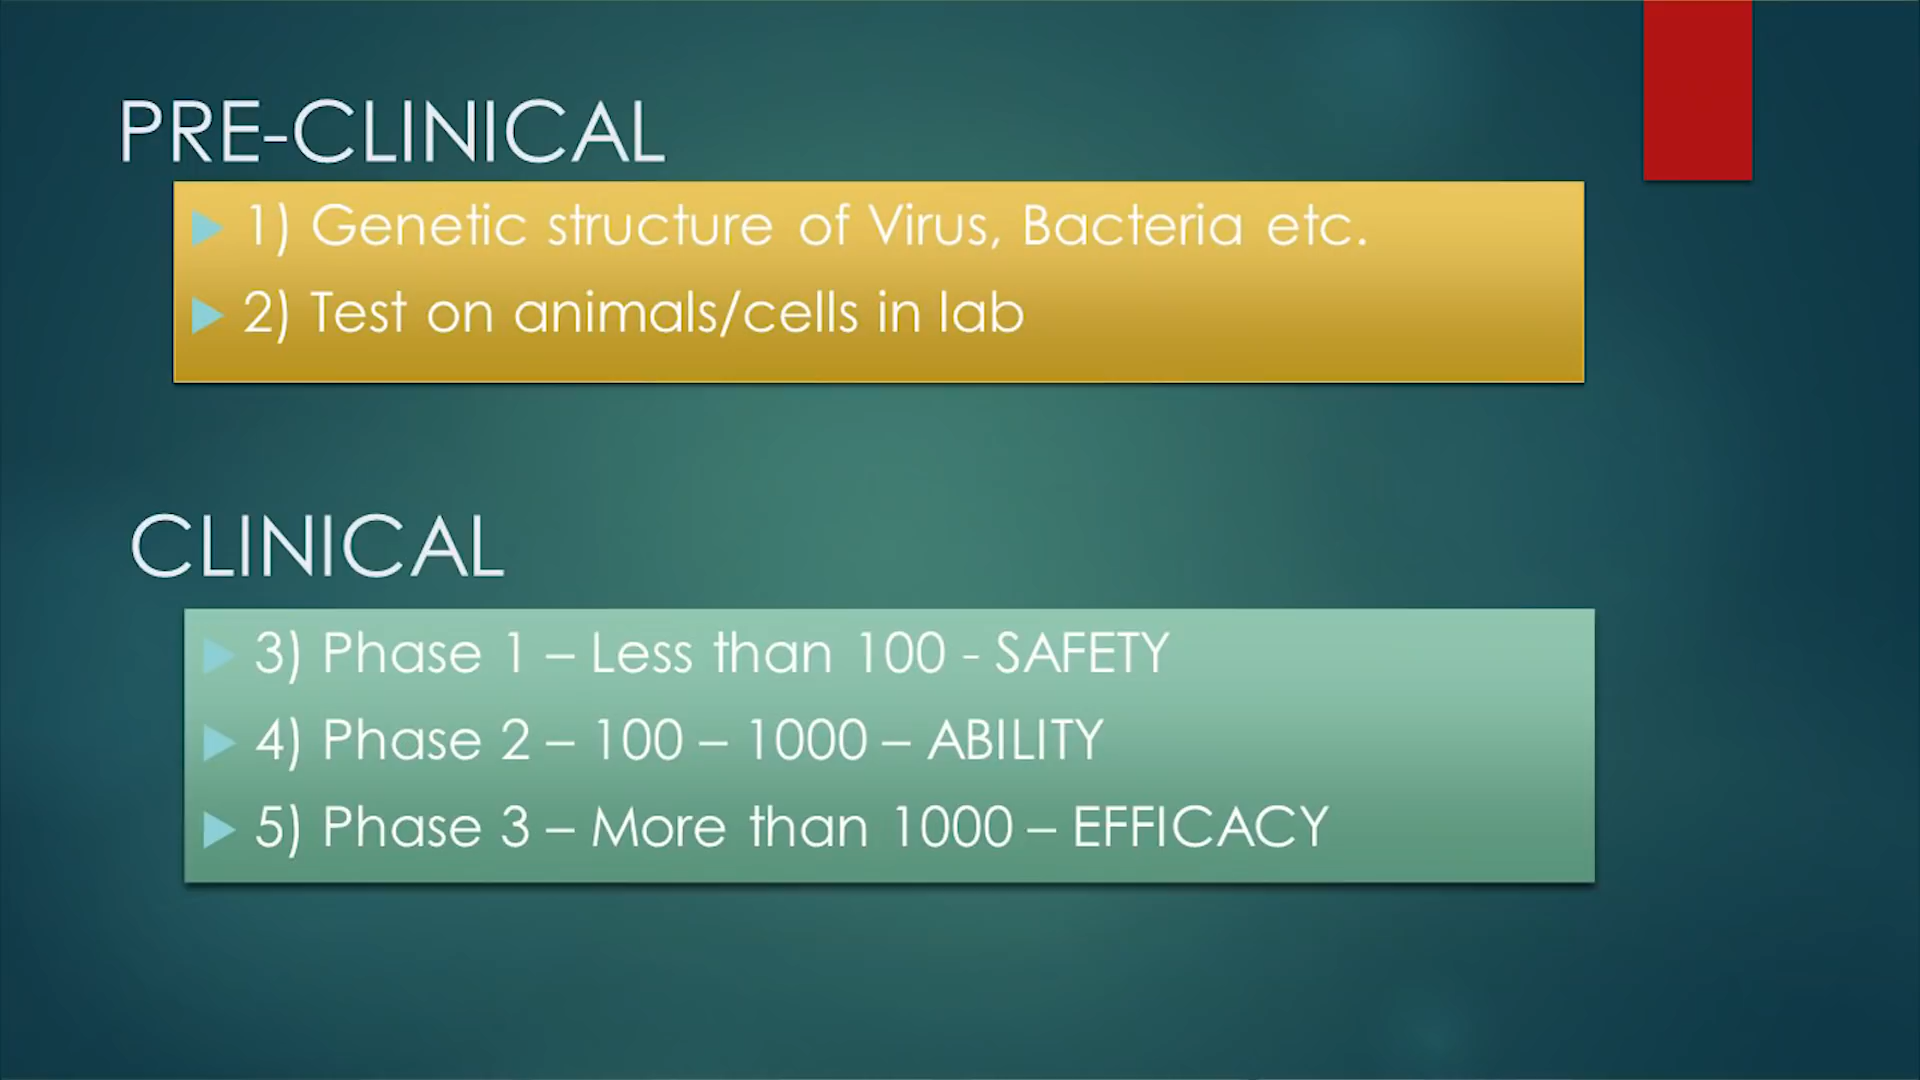 PRE-CLINICAL
1) Genetic structure of Virus, Bacteria etc.
2) Test on animals/cells in lab
CLINICAL
3) Phase 1 – Less than 100 - SAFETY
4) Phase 2 – 100 – 1000 – ABILITY
5) Phase 3 – More than 1000 – EFFICACY